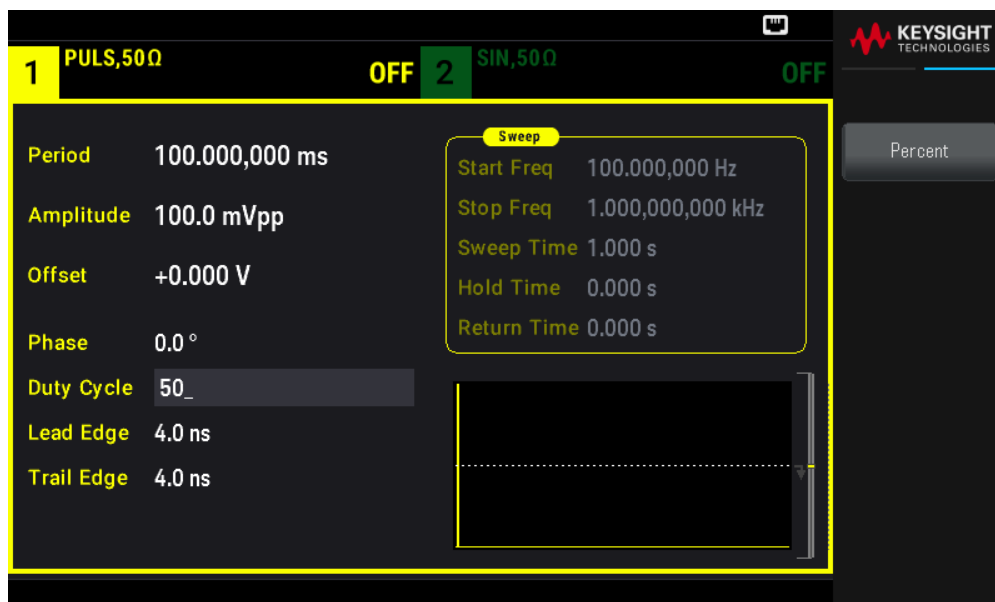 KEYSIGHT
TECHNOLOGIES
1 PULS,50Ω OFF 2 SIN,50Ω OFF
Period 100.000,000 ms
Amplitude 100.0 mVpp
Offset +0.000 V
Phase 0.0 °
Duty Cycle 50_
Lead Edge 4.0 ns
Trail Edge 4.0 ns
Sweep
Start Freq 100.000,000 Hz
Stop Freq 1.000,000,000 kHz
Sweep Time 1.000 s
Hold Time 0.000 s
Return Time 0.000 s
Percent